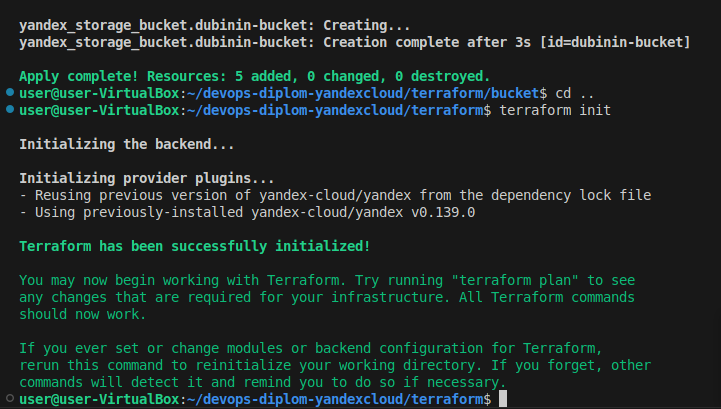 yandex_storage_bucket.dubinin-bucket: Creating...
yandex_storage_bucket.dubinin-bucket: Creation complete after 3s [id=dubinin-bucket]
Apply complete! Resources: 5 added, 0 changed, 0 destroyed.
user@user-VirtualBox:~/devops-diplom-yandexcloud/terraform/bucket$ cd ..
user@user-VirtualBox:~/devops-diplom-yandexcloud/terraform$ terraform init
Initializing the backend...
Initializing provider plugins...
- Reusing previous version of yandex-cloud/yandex from the dependency lock file
- Using previously-installed yandex-cloud/yandex v0.139.0
Terraform has been successfully initialized!
You may now begin working with Terraform. Try running "terraform plan" to see
any changes that are required for your infrastructure. All Terraform commands
should now work.
If you ever set or change modules or backend configuration for Terraform,
rerun this command to reinitialize your working directory. If you forget, other
commands will detect it and remind you to do so if necessary.
user@user-VirtualBox:~/devops-diplom-yandexcloud/terraform$